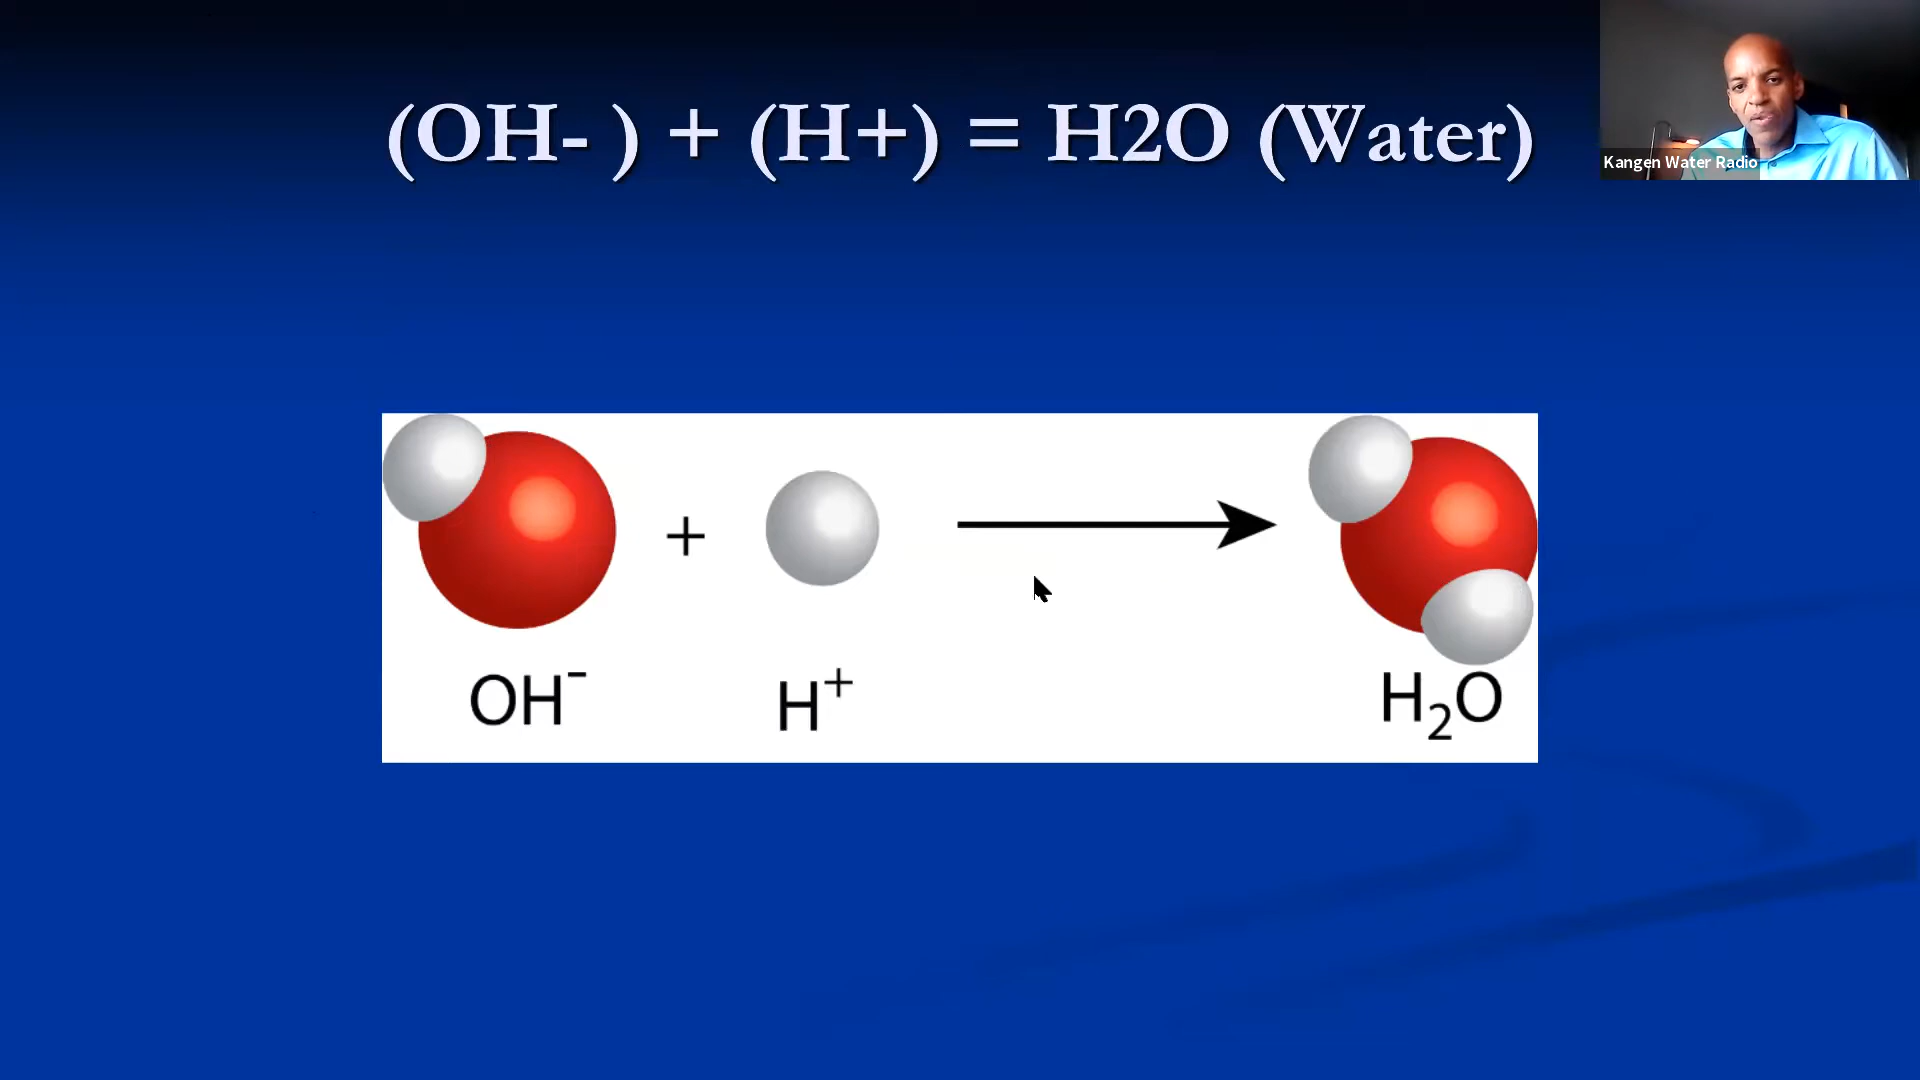 (OH- ) + (H+) = H2O (Water)
Kangen Water Radio
+
OH⁻
H⁺
H₂O